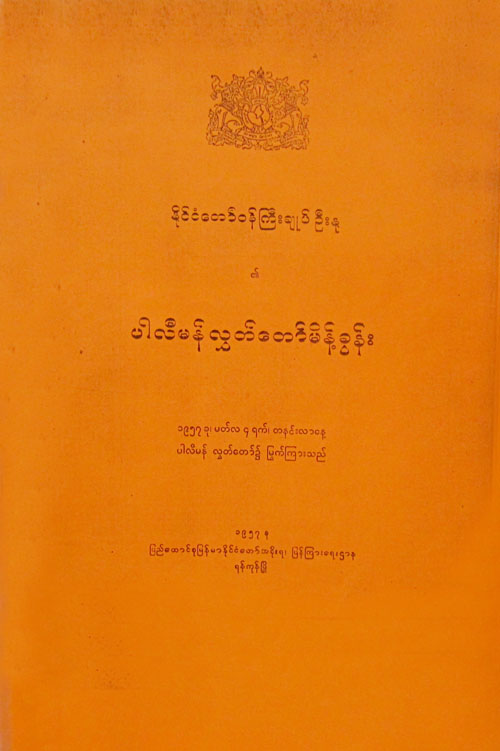 နိုင်ငံတော်ဝန်ကြီးချုပ်ဦးနု
၏
ပါလီမန်လွှတ်တော်မိန့်ခွန်း
၁၉၅၇ ခု၊ မတ်လ ၄ ရက်၊ တနင်္လာနေ့
ပါလီမန် လွှတ်တော်၌ မြွက်ကြားသည်
၁၉၅၇ ခု
ပြည်ထောင်စုမြန်မာနိုင်ငံတော်အစိုးရ၊ ပြန်ကြားရေးဌာန
ရန်ကုန်မြို့